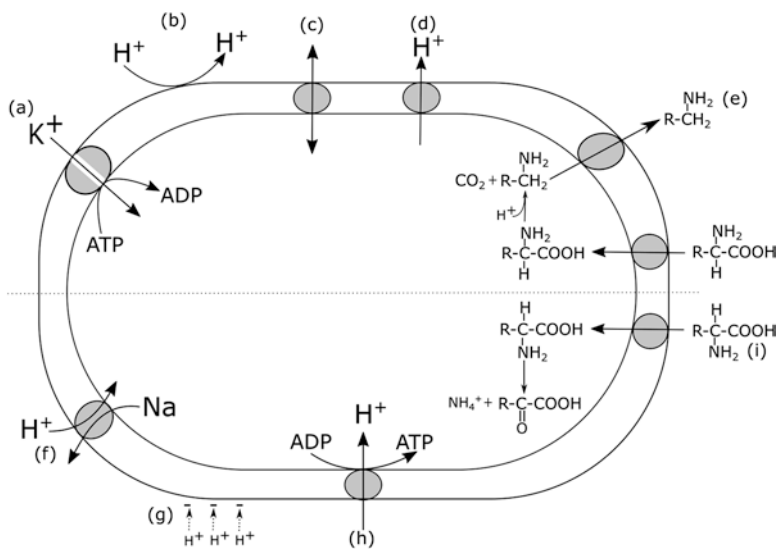 (b)
H+ H+
(c)
(d)
H+
(a)
K+
ADP
ATP
NH2
(e)
R-CH2
NH2
CO2 + R-CH2
H+
NH2
R-C-COOH
H
NH2
R-C-COOH
H
H
R-C-COOH
NH2
H
R-C-COOH
NH2 (i)
NH4+ + R-C-COOH
O
H+ Na
(f)
H+
ADP ATP
(g) - - -
H+ H+ H+
(h)